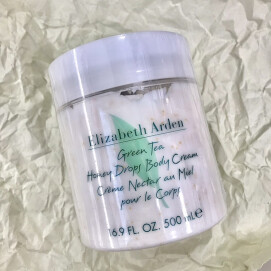 Elizabeth Arden
Green Tea
Honey Drops Body Cream
Crème Nectar au Miel
pour le Corps
16.9 FL. OZ. 500 mL ℮